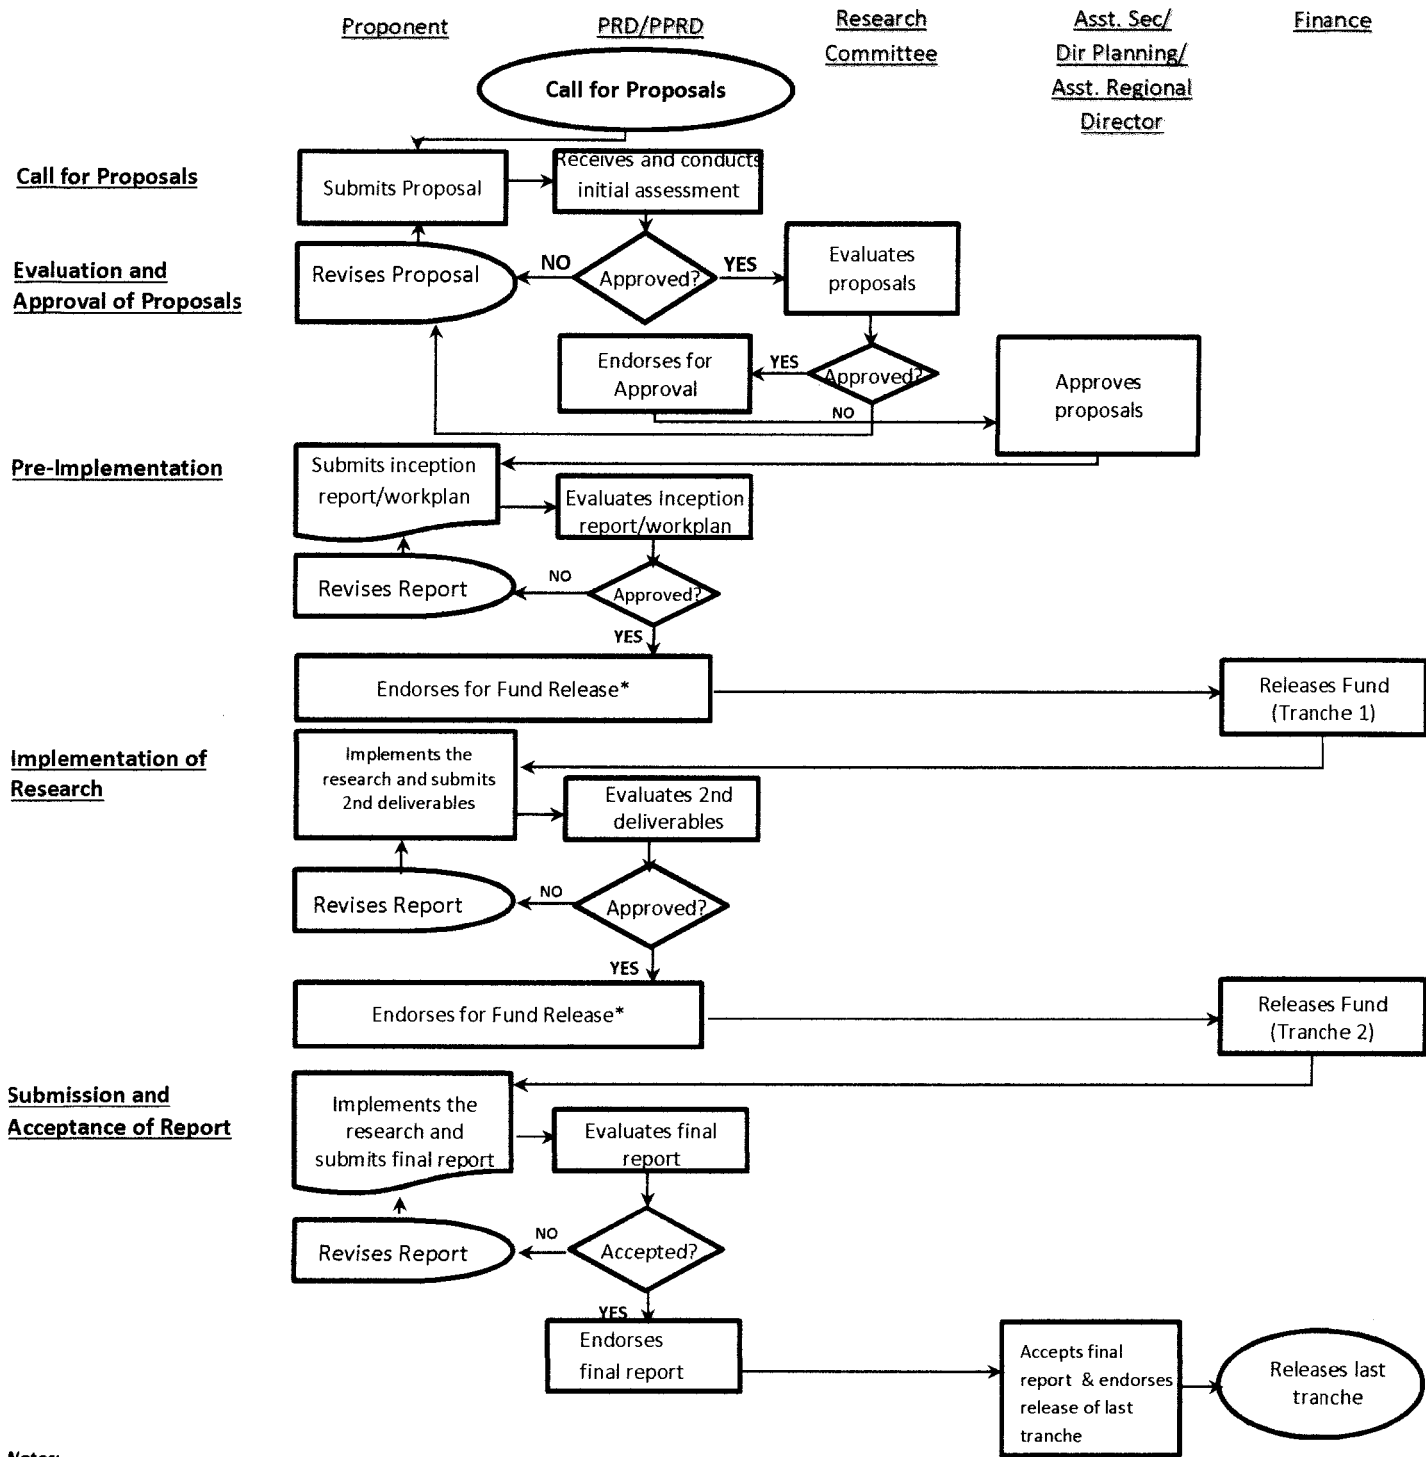 Proponent
PRD/PPRD
Research
Committee
Asst. Sec/
Dir Planning/
Asst. Regional
Director
Finance
Call for Proposals
Call for Proposals
Submits Proposal
Receives and conducts
initial assessment
Evaluation and
Approval of Proposals
Revises Proposal
NO
Approved?
YES
Evaluates
proposals
Endorses for
Approval
YES
Approved?
NO
Approves
proposals
Pre-Implementation
Submits inception
report/workplan
Evaluates Inception
report/workplan
Revises Report
NO
Approved?
YES
Endorses for Fund Release*
Releases Fund
(Tranche 1)
Implementation of
Research
Implements the
research and submits
2nd deliverables
Evaluates 2nd
deliverables
Revises Report
NO
Approved?
YES
Endorses for Fund Release*
Releases Fund
(Tranche 2)
Submission and
Acceptance of Report
Implements the
research and
submits final report
Evaluates final
report
Revises Report
NO
Accepted?
YES
Endorses
final report
Accepts final
report & endorses
release of last
tranche
Releases last
tranche